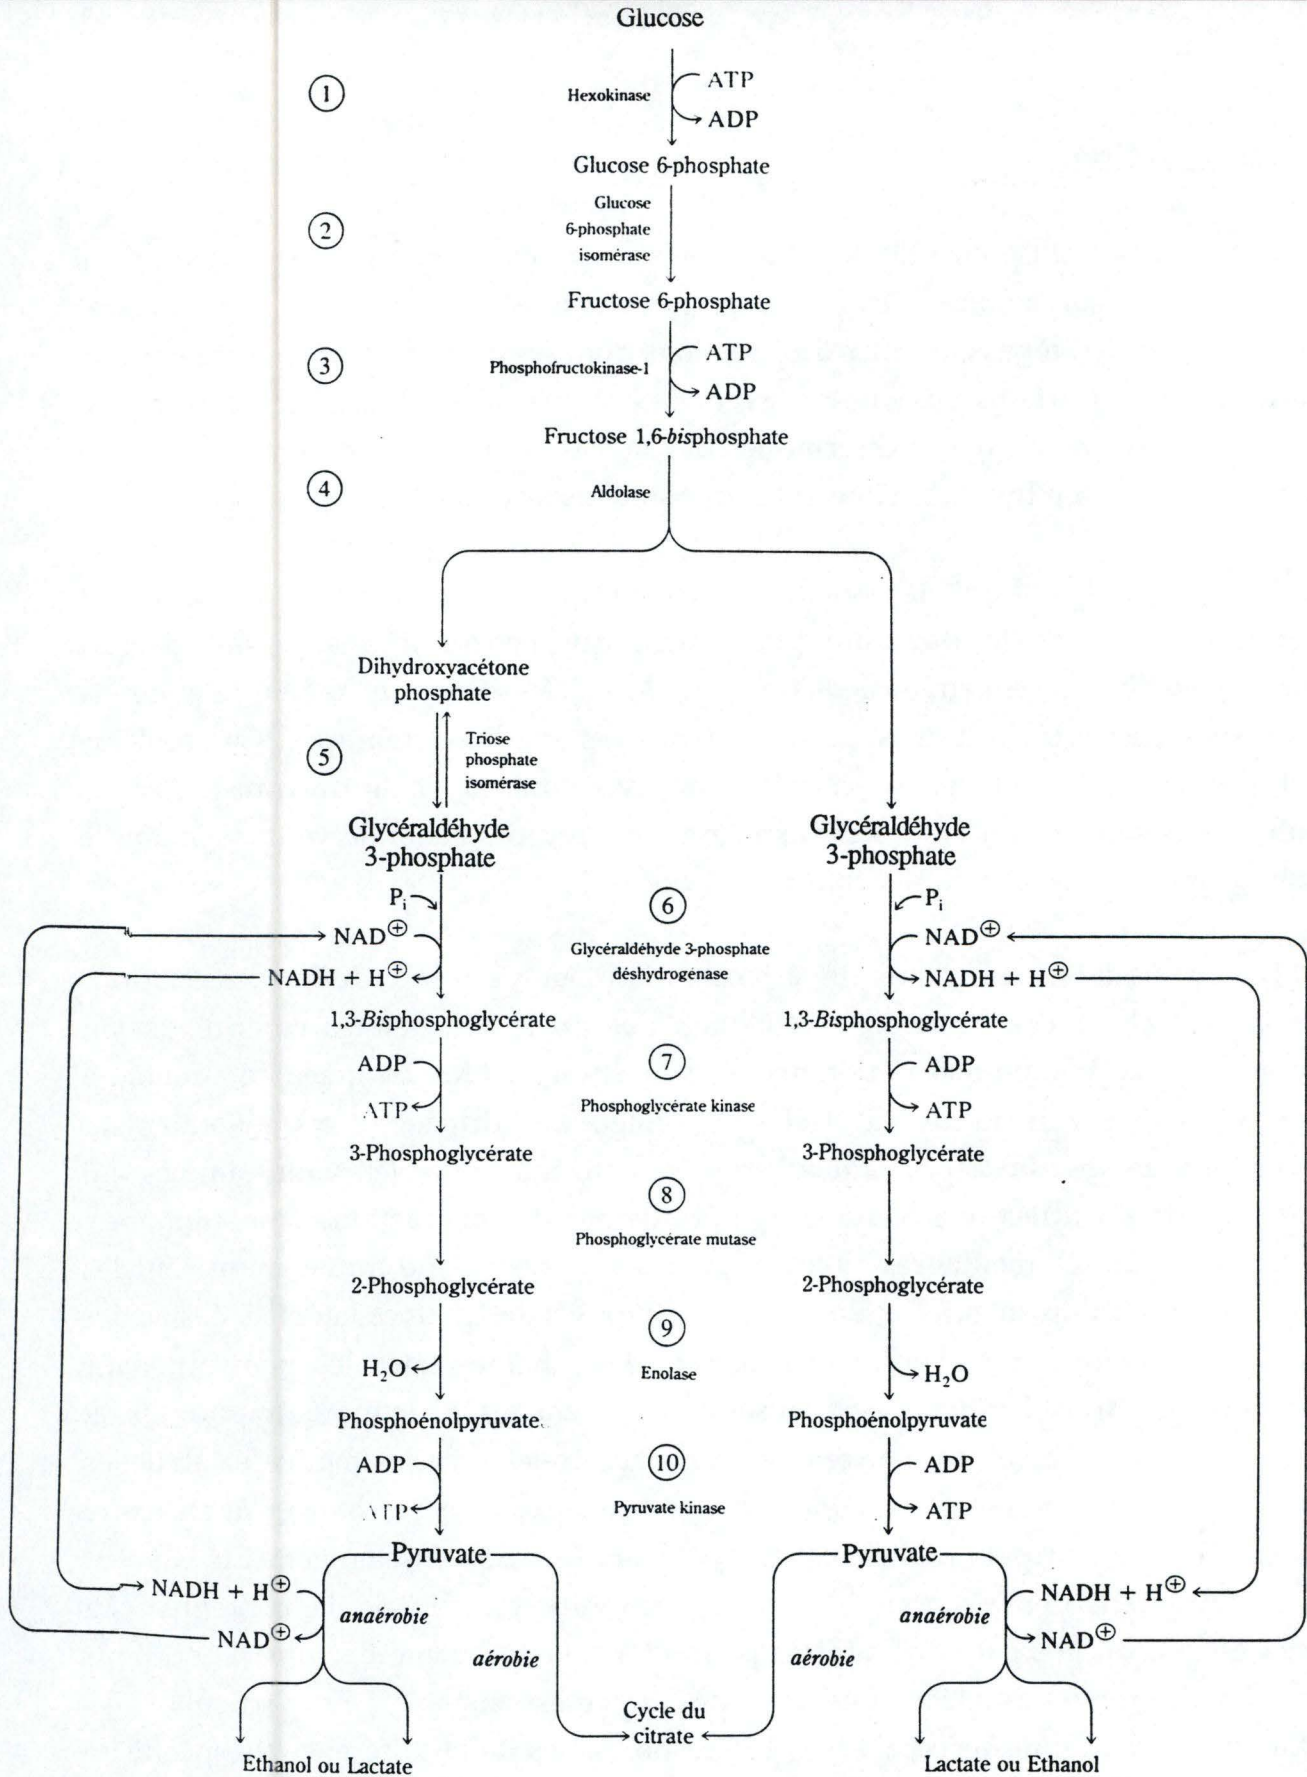 Glucose
① Hexokinase ATP
ADP
Glucose 6-phosphate
② Glucose
6-phosphate
isomérase
Fructose 6-phosphate
③ Phosphofructokinase-1 ATP
ADP
Fructose 1,6-bisphosphate
④ Aldolase
Dihydroxyacétone
phosphate
⑤ Triose
phosphate
isomérase
Glycéraldéhyde
3-phosphate
Glycéraldéhyde
3-phosphate
Pi
⑥
Pi
NAD⊕
Glycéraldéhyde 3-phosphate
déshydrogénase
NAD⊕
NADH + H⊕
NADH + H⊕
1,3-Bisphosphoglycérate
1,3-Bisphosphoglycérate
ADP
⑦
ADP
ATP
Phosphoglycérate kinase
ATP
3-Phosphoglycérate
3-Phosphoglycérate
⑧
Phosphoglycérate mutase
2-Phosphoglycérate
2-Phosphoglycérate
⑨
H₂O
Enolase
H₂O
Phosphoénolpyruvate
Phosphoénolpyruvate
ADP
⑩
ADP
ATP
Pyruvate kinase
ATP
Pyruvate
Pyruvate
NADH + H⊕
anaérobie
anaérobie
NADH + H⊕
NAD⊕
NAD⊕
aérobie
aérobie
Cycle du
citrate
Ethanol ou Lactate
Lactate ou Ethanol